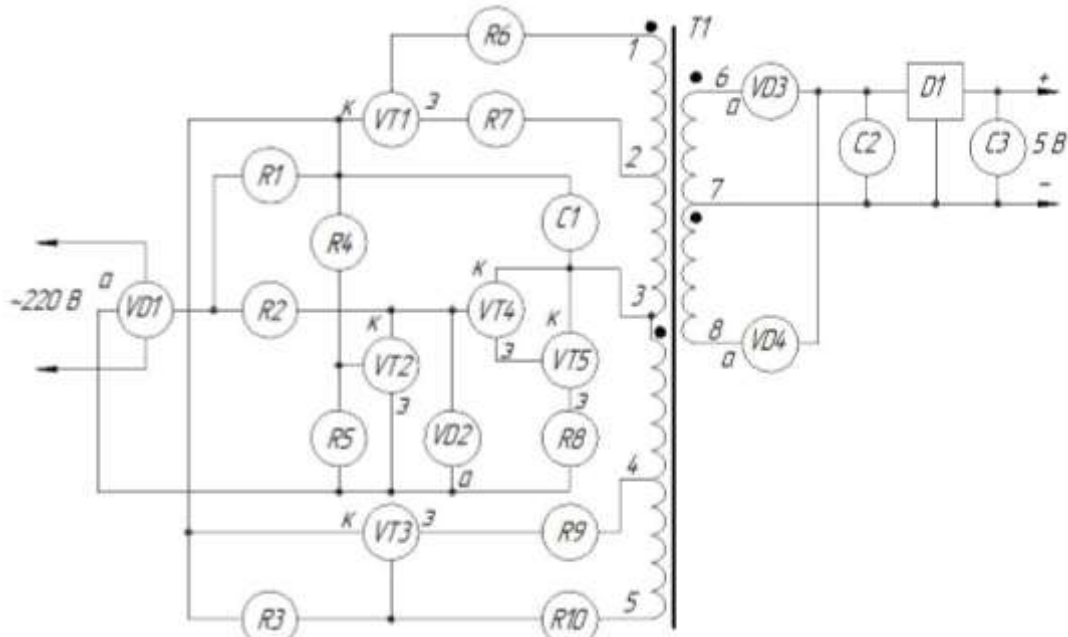 R6
1
T1
к
VT1
э
R7
6
а
VD3
D1
+
R1
2
C2
C3
5 В
C1
7
−
R4
к
3
~220 В
а
VD1
R2
к
VT4
э
к
VT5
э
VT2
э
8
а
VD4
R5
VD2
а
R8
4
к
VT3
э
R9
R3
R10
5